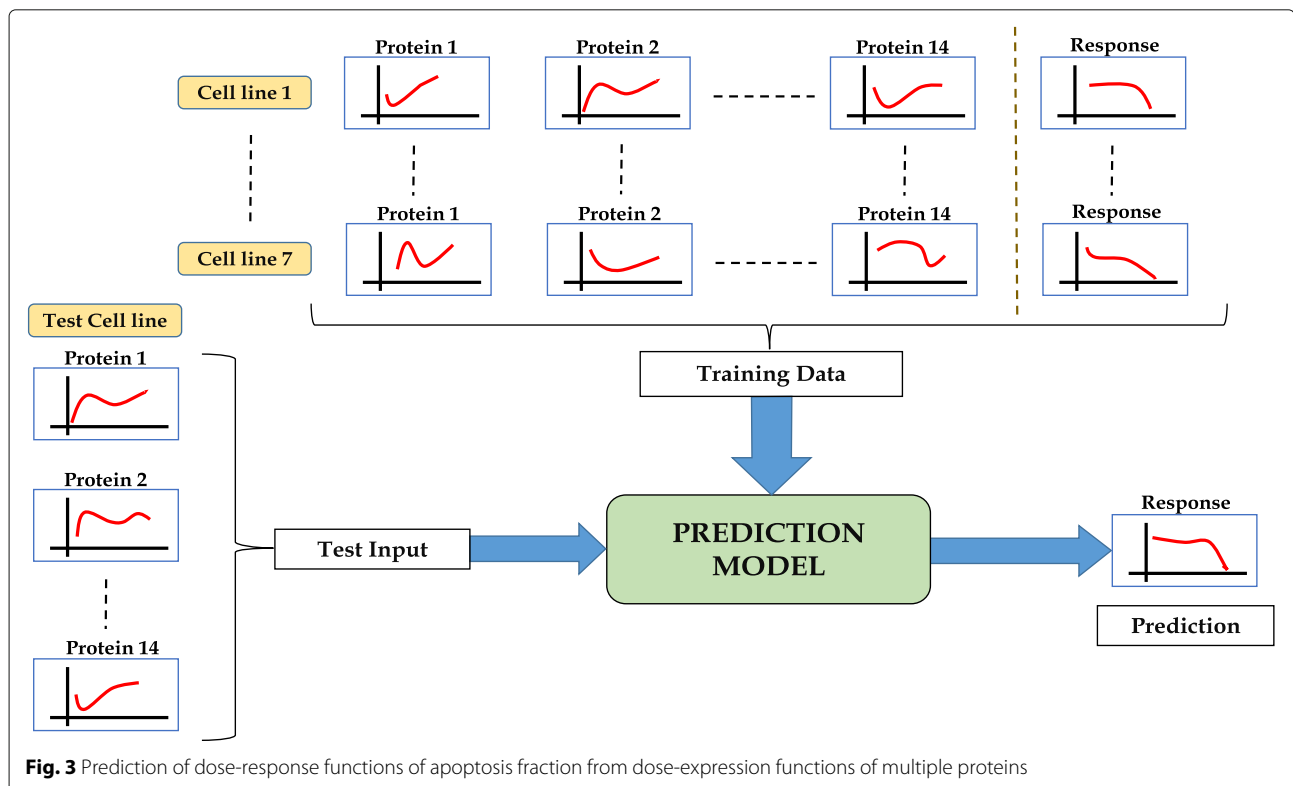 Protein 1
Protein 2
Protein 14
Response
Cell line 1
Protein 1
Protein 2
Protein 14
Response
Cell line 7
Test Cell line
Protein 1
Training Data
Protein 2
Response
PREDICTION
MODEL
Test Input
Prediction
Protein 14
Fig. 3 Prediction of dose-response functions of apoptosis fraction from dose-expression functions of multiple proteins